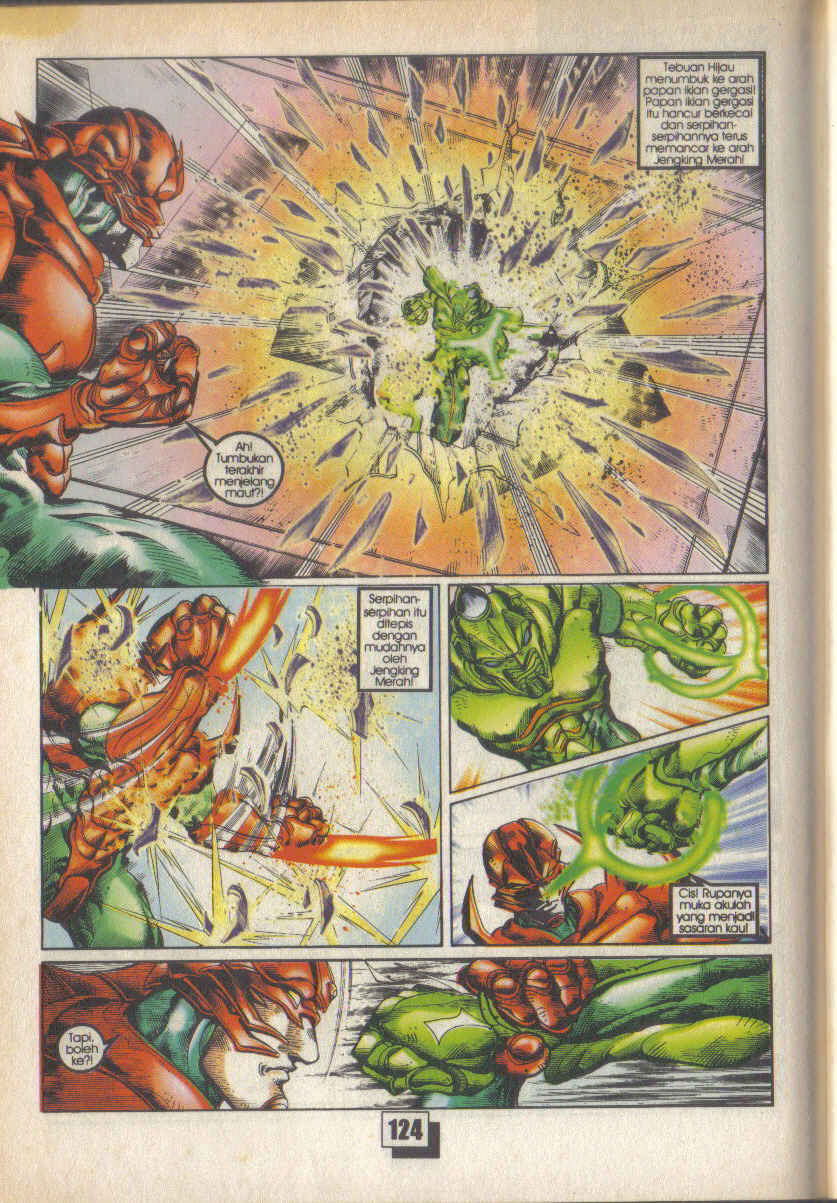 Tebuan Hijau
menumbuk ke arah
papan iklan gergasi!
Papan iklan gergasi
itu hancur berkecai
dan serpihan-
serpihannya terus
memancar ke arah
Jengking Merah!
Ah!
Tumbukan
terakhir
menjelang
maut?!
Serpihan-
serpihan itu
ditepis
dengan
mudahnya
oleh
Jengking
Merah!
Cis! Rupanya
muka akulah
yang menjadi
sasaran kau!
Tapi,
boleh
ke?!
124